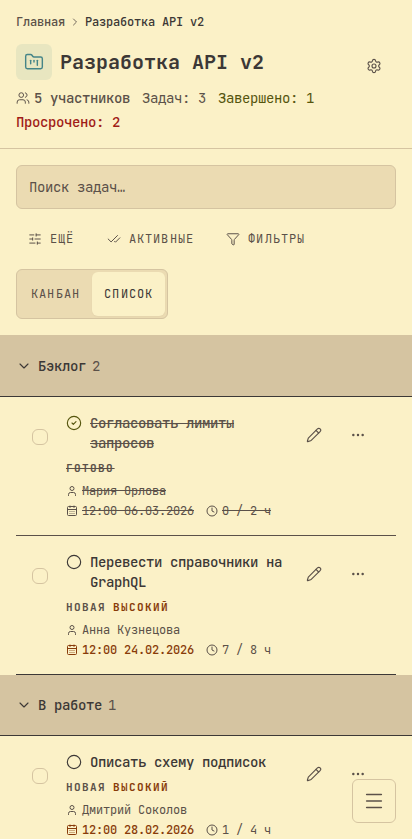 Главная > Разработка API v2
Разработка API v2
5 участников Задач: 3 Завершено: 1
Просрочено: 2
Поиск задач…
ЕЩЁ АКТИВНЫЕ ФИЛЬТРЫ
КАНБАН СПИСОК
Бэклог 2
Согласовать лимиты
запросов
ГОТОВО
Мария Орлова
12:00 06.03.2026 0 / 2 ч
Перевести справочники на
GraphQL
НОВАЯ ВЫСОКИЙ
Анна Кузнецова
12:00 24.02.2026 7 / 8 ч
В работе 1
Описать схему подписок
НОВАЯ ВЫСОКИЙ
Дмитрий Соколов
12:00 28.02.2026 1 / 4 ч